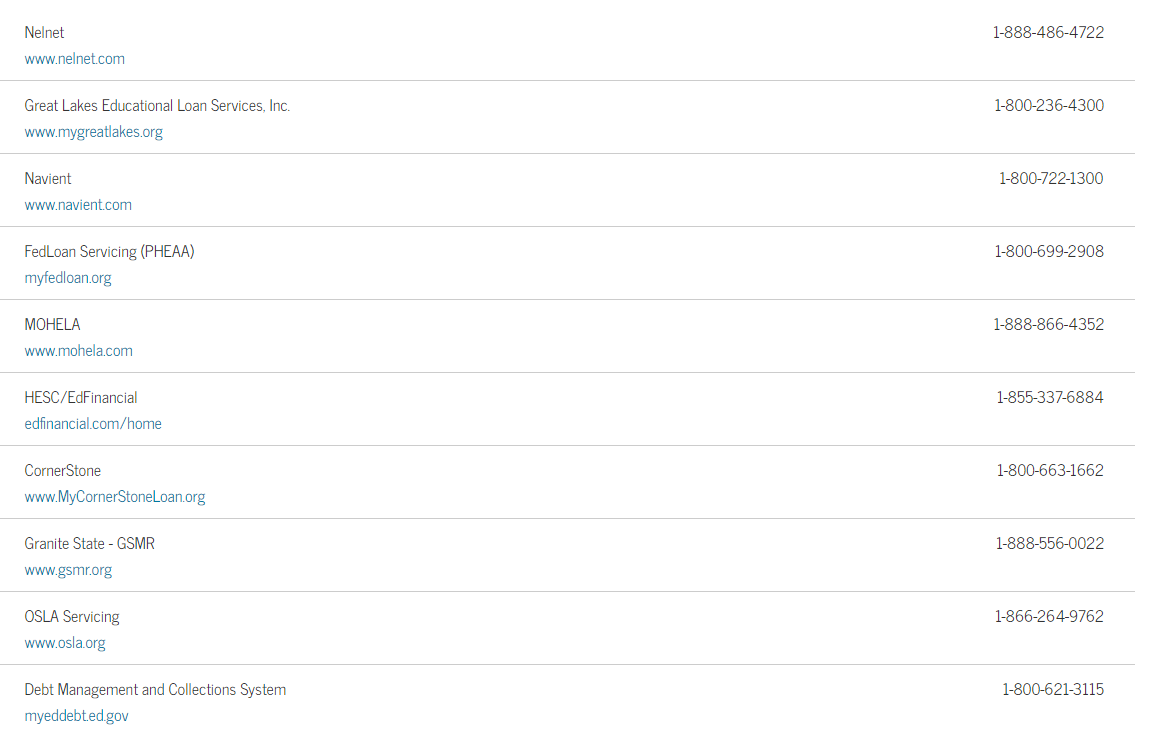 Nelnet 1-888-486-4722
www.nelnet.com
Great Lakes Educational Loan Services, Inc. 1-800-236-4300
www.mygreatlakes.org
Navient 1-800-722-1300
www.navient.com
FedLoan Servicing (PHEAA) 1-800-699-2908
myfedloan.org
MOHELA 1-888-866-4352
www.mohela.com
HESC/EdFinancial 1-855-337-6884
edfinancial.com/home
CornerStone 1-800-663-1662
www.MyCornerStoneLoan.org
Granite State - GSMR 1-888-556-0022
www.gsmr.org
OSLA Servicing 1-866-264-9762
www.osla.org
Debt Management and Collections System 1-800-621-3115
myeddebt.ed.gov